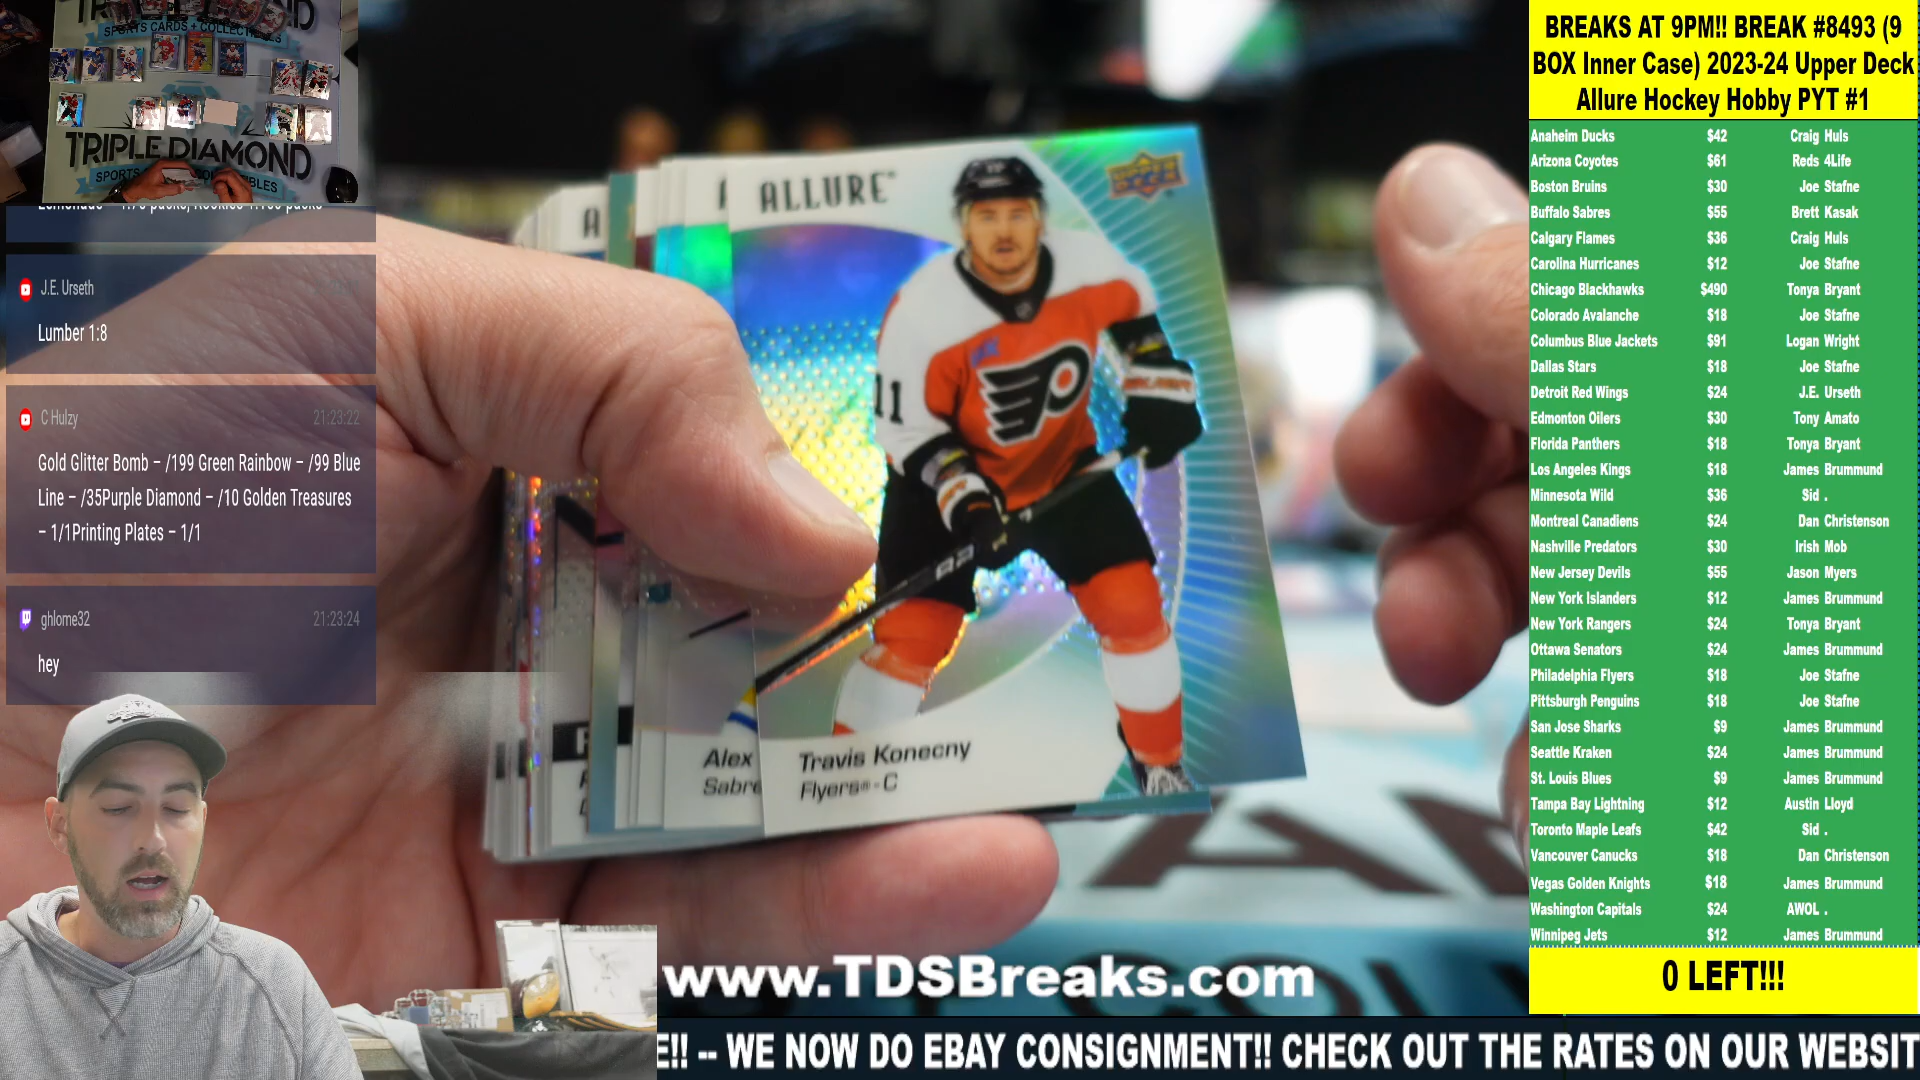 SPORTS CARDS + COLLECTIBLES
TRIPLE DIAMOND
SPORTS
J.E. Urseth
Lumber 1:8
C Hulzy 21:23:22
Gold Glitter Bomb – /199 Green Rainbow – /99 Blue
Line – /35Purple Diamond – /10 Golden Treasures
– 1/1Printing Plates – 1/1
ghlome32 21:23:24
hey
ALLURE
UPPER DECK
11
Alex
Sabre
Travis Konecny
Flyers - C
www.TDSBreaks.com
E!! -- WE NOW DO EBAY CONSIGNMENT!! CHECK OUT THE RATES ON OUR WEBSIT
BREAKS AT 9PM!! BREAK #8493 (9
BOX Inner Case) 2023-24 Upper Deck
Allure Hockey Hobby PYT #1
Anaheim Ducks $42 Craig Huls
Arizona Coyotes $61 Reds 4Life
Boston Bruins $30 Joe Stafne
Buffalo Sabres $55 Brett Kasak
Calgary Flames $36 Craig Huls
Carolina Hurricanes $12 Joe Stafne
Chicago Blackhawks $490 Tonya Bryant
Colorado Avalanche $18 Joe Stafne
Columbus Blue Jackets $91 Logan Wright
Dallas Stars $18 Joe Stafne
Detroit Red Wings $24 J.E. Urseth
Edmonton Oilers $30 Tony Amato
Florida Panthers $18 Tonya Bryant
Los Angeles Kings $18 James Brummund
Minnesota Wild $36 Sid .
Montreal Canadiens $24 Dan Christenson
Nashville Predators $30 Irish Mob
New Jersey Devils $55 Jason Myers
New York Islanders $12 James Brummund
New York Rangers $24 Tonya Bryant
Ottawa Senators $24 James Brummund
Philadelphia Flyers $18 Joe Stafne
Pittsburgh Penguins $18 Joe Stafne
San Jose Sharks $9 James Brummund
Seattle Kraken $24 James Brummund
St. Louis Blues $9 James Brummund
Tampa Bay Lightning $12 Austin Lloyd
Toronto Maple Leafs $42 Sid .
Vancouver Canucks $18 Dan Christenson
Vegas Golden Knights $18 James Brummund
Washington Capitals $24 AWOL .
Winnipeg Jets $12 James Brummund
0 LEFT!!!